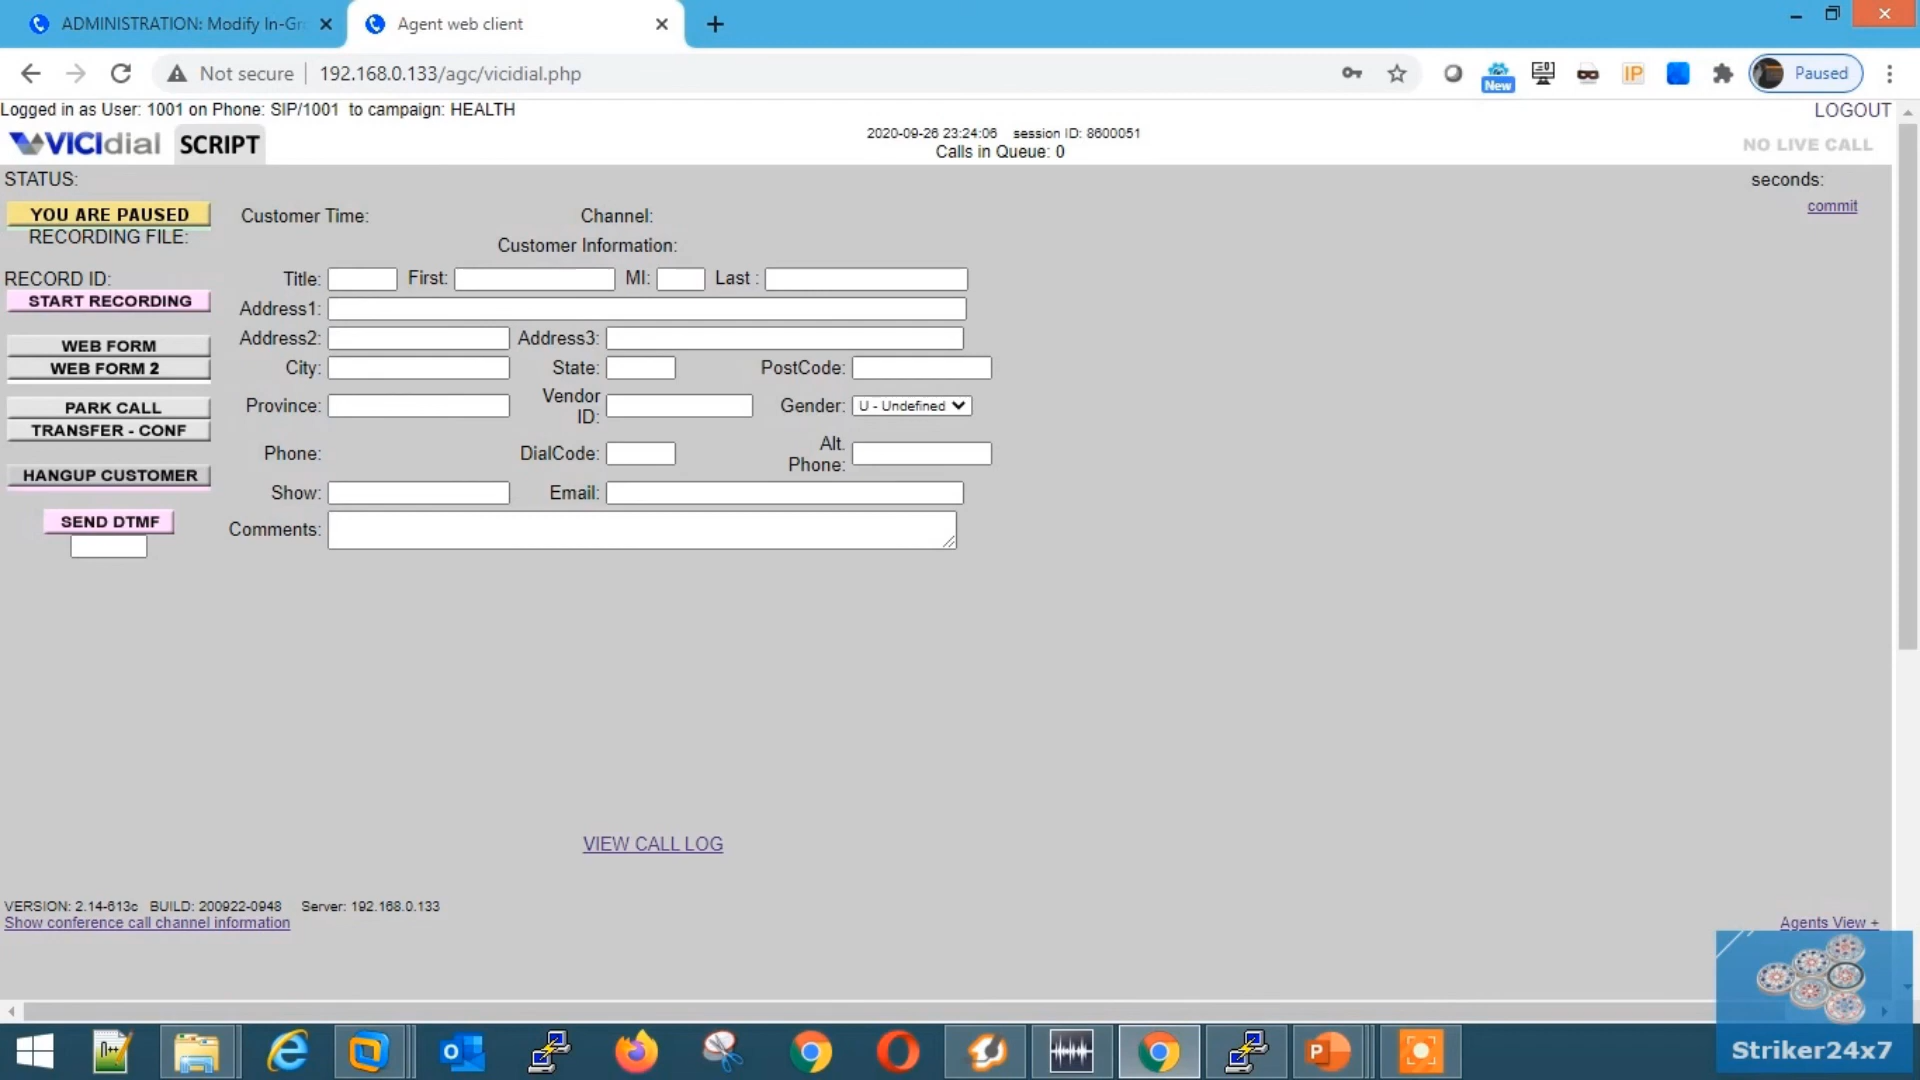 ADMINISTRATION: Modify In-Gr
Agent web client
Not secure
192.168.0.133/agc/vicidial.php
New
IP
Paused
Logged in as User: 1001 on Phone: SIP/1001 to campaign: HEALTH
LOGOUT
VICIdial
SCRIPT
2020-09-26 23:24:06 session ID: 8600051
Calls in Queue: 0
NO LIVE CALL
STATUS:
seconds:
YOU ARE PAUSED
Customer Time:
Channel:
commit
RECORDING FILE:
Customer Information:
RECORD ID:
Title:
First:
MI:
Last :
START RECORDING
Address1:
WEB FORM
Address2:
Address3:
WEB FORM 2
City:
State:
PostCode:
PARK CALL
Province:
Vendor
ID:
Gender:
U - Undefined
TRANSFER - CONF
Phone:
DialCode:
Alt.
Phone:
HANGUP CUSTOMER
Show:
Email:
SEND DTMF
Comments:
VIEW CALL LOG
VERSION: 2.14-613c BUILD: 200922-0948 Server: 192.168.0.133
Show conference call channel information
Agents View +
Striker24x7